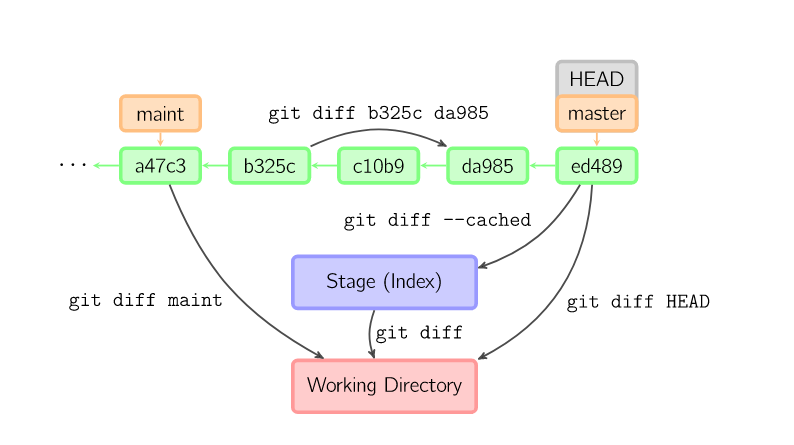 HEAD
maint
git diff b325c da985
master
···
a47c3
b325c
c10b9
da985
ed489
git diff --cached
Stage (Index)
git diff maint
git diff HEAD
git diff
Working Directory